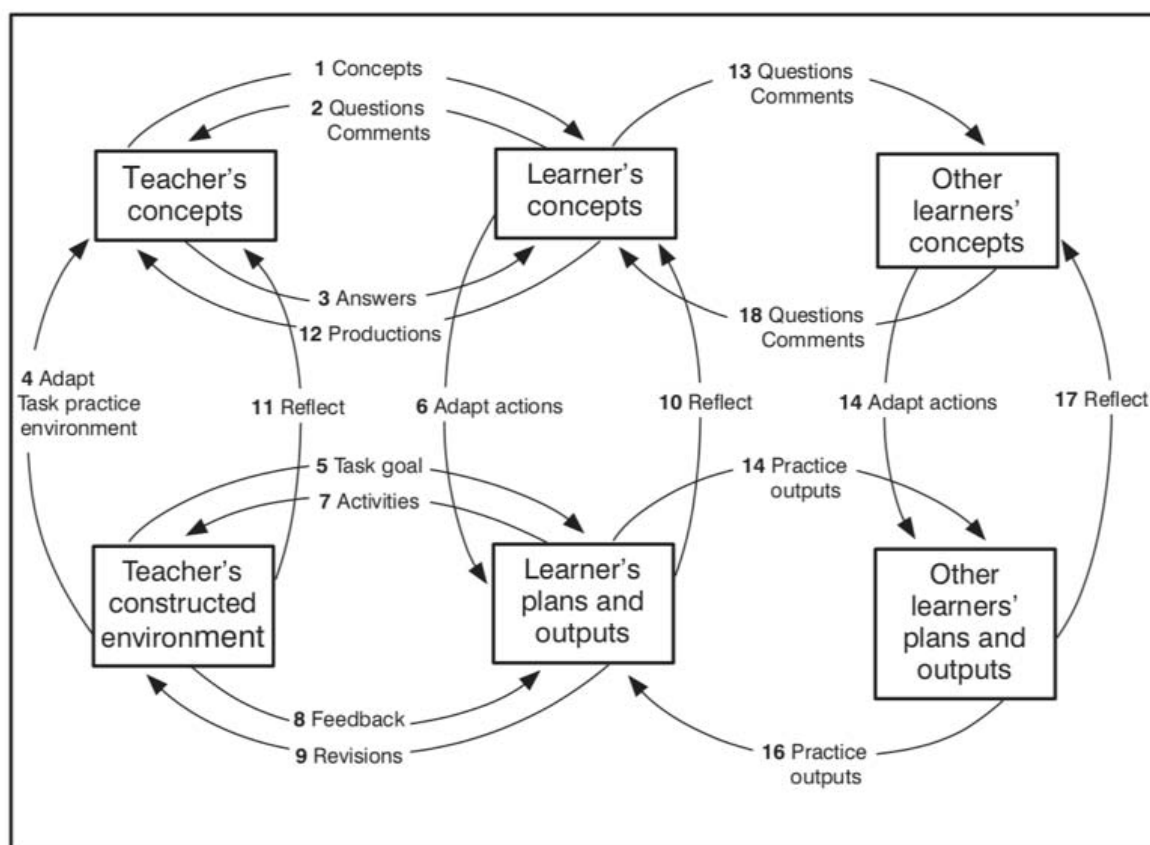 1 Concepts
2 Questions
Comments
13 Questions
Comments
Teacher's
concepts
Learner's
concepts
Other
learners'
concepts
3 Answers
12 Productions
18 Questions
Comments
4 Adapt
Task practice
environment
11 Reflect
6 Adapt actions
10 Reflect
14 Adapt actions
17 Reflect
5 Task goal
7 Activities
14 Practice
outputs
Teacher's
constructed
environment
Learner's
plans and
outputs
Other
learners'
plans and
outputs
8 Feedback
9 Revisions
16 Practice
outputs